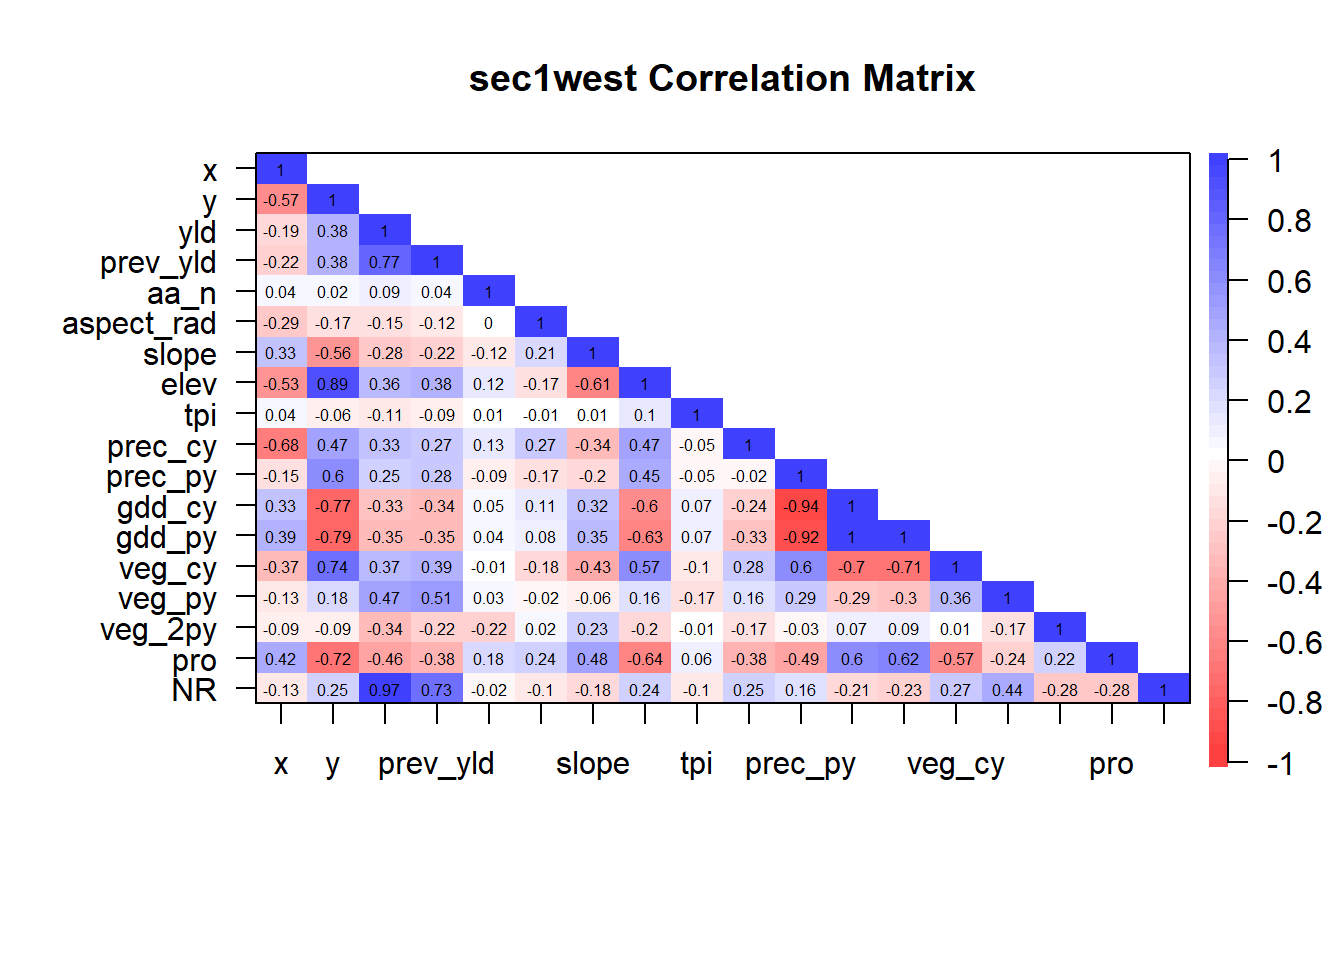 sec1west Correlation Matrix
x 1 1
y -0.57 1 0.8
yld -0.19 0.38 1
prev_yld -0.22 0.38 0.77 1 0.6
aa_n 0.04 0.02 0.09 0.04 1
aspect_rad -0.29 -0.17 -0.15 -0.12 0 1 0.4
slope 0.33 -0.56 -0.28 -0.22 -0.12 0.21 1
elev -0.53 0.89 0.36 0.38 0.12 -0.17 -0.61 1 0.2
tpi 0.04 -0.06 -0.11 -0.09 0.01 -0.01 0.01 0.1 1
prec_cy -0.68 0.47 0.33 0.27 0.13 0.27 -0.34 0.47 -0.05 1 0
prec_py -0.15 0.6 0.25 0.28 -0.09 -0.17 -0.2 0.45 -0.05 -0.02 1
gdd_cy 0.33 -0.77 -0.33 -0.34 0.05 0.11 0.32 -0.6 0.07 -0.24 -0.94 1 -0.2
gdd_py 0.39 -0.79 -0.35 -0.35 0.04 0.08 0.35 -0.63 0.07 -0.33 -0.92 1 1
veg_cy -0.37 0.74 0.37 0.39 -0.01 -0.18 -0.43 0.57 -0.1 0.28 0.6 -0.7 -0.71 1 -0.4
veg_py -0.13 0.18 0.47 0.51 0.03 -0.02 -0.06 0.16 -0.17 0.16 0.29 -0.29 -0.3 0.36 1
veg_2py -0.09 -0.09 -0.34 -0.22 -0.22 0.02 0.23 -0.2 -0.01 -0.17 -0.03 0.07 0.09 0.01 -0.17 1 -0.6
pro 0.42 -0.72 -0.46 -0.38 0.18 0.24 0.48 -0.64 0.06 -0.38 -0.49 0.6 0.62 -0.57 -0.24 0.22 1
NR -0.13 0.25 0.97 0.73 -0.02 -0.1 -0.18 0.24 -0.1 0.25 0.16 -0.21 -0.23 0.27 0.44 -0.28 -0.28 1 -0.8
x y prev_yld slope tpi prec_py veg_cy pro -1